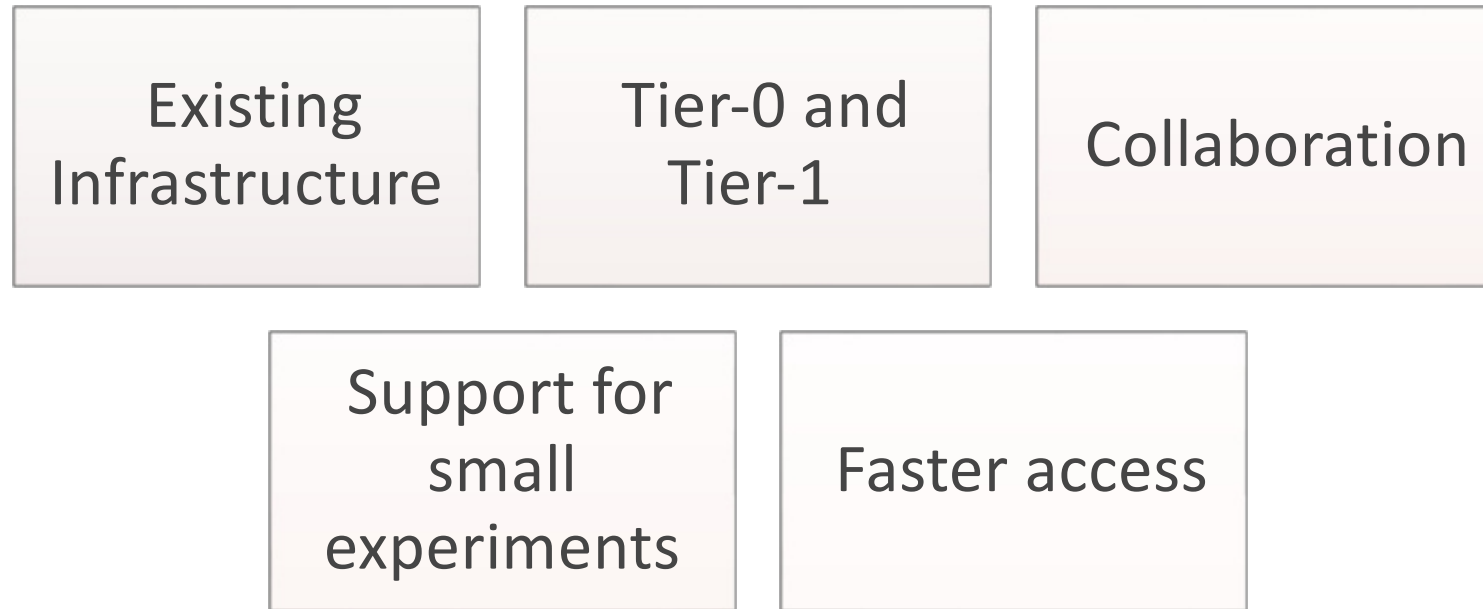 Existing
Infrastructure
Tier-0 and
Tier-1
Collaboration
Support for
small
experiments
Faster access